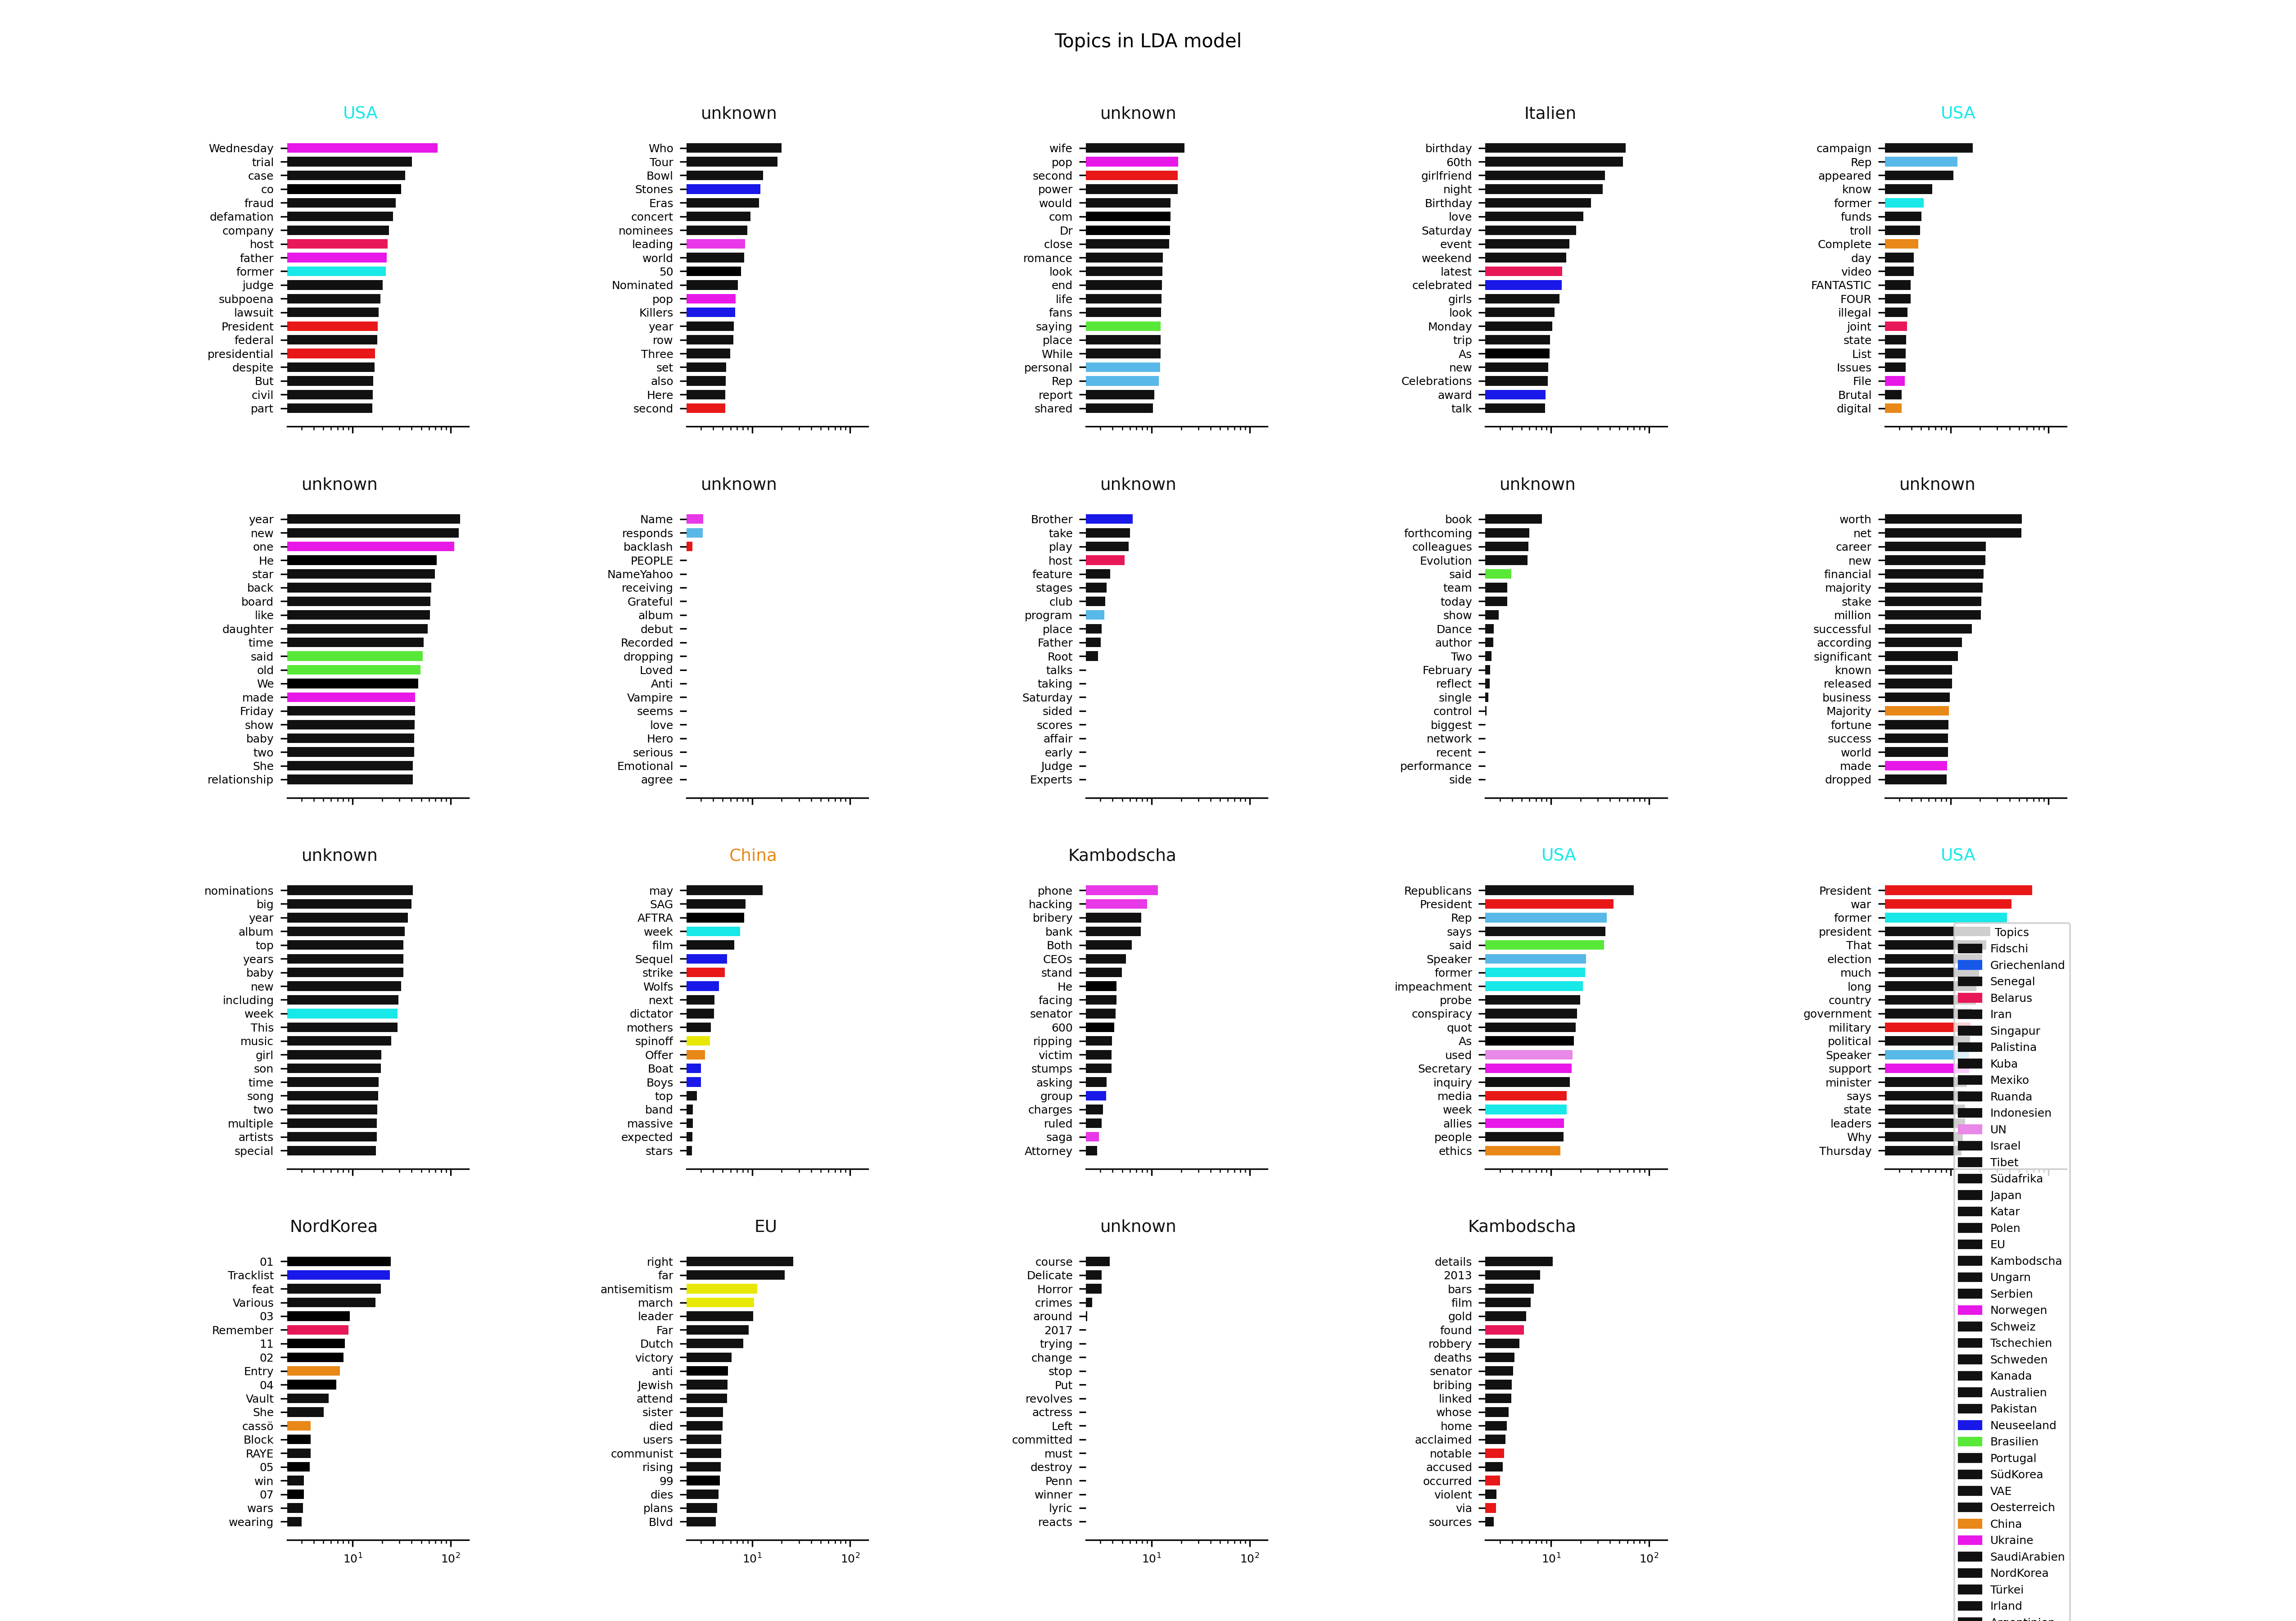 Topics in LDA model
USA
Wednesday
trial
case
co
fraud
defamation
company
host
father
former
judge
subpoena
lawsuit
President
federal
presidential
despite
But
civil
part
unknown
Who
Tour
Bowl
Stones
Eras
concert
nominees
leading
world
50
Nominated
pop
Killers
year
row
Three
set
also
Here
second
unknown
wife
pop
second
power
would
com
Dr
close
romance
look
end
life
fans
saying
place
While
personal
Rep
report
shared
Italien
birthday
60th
girlfriend
night
Birthday
love
Saturday
event
weekend
latest
celebrated
girls
look
Monday
trip
As
new
Celebrations
award
talk
USA
campaign
Rep
appeared
know
former
funds
troll
Complete
day
video
FANTASTIC
FOUR
illegal
joint
state
List
Issues
File
Brutal
digital
unknown
year
new
one
He
star
back
board
like
daughter
time
said
old
We
made
Friday
show
baby
two
She
relationship
unknown
Name
responds
backlash
PEOPLE
NameYahoo
receiving
Grateful
album
debut
Recorded
dropping
Loved
Anti
Vampire
seems
love
Hero
serious
Emotional
agree
unknown
Brother
take
play
host
feature
stages
club
program
place
Father
Root
talks
taking
Saturday
sided
scores
affair
early
Judge
Experts
unknown
book
forthcoming
colleagues
Evolution
said
team
today
show
Dance
author
Two
February
reflect
single
control
biggest
network
recent
performance
side
unknown
worth
net
career
new
financial
majority
stake
million
successful
according
significant
known
released
business
Majority
fortune
success
world
made
dropped
unknown
nominations
big
year
album
top
years
baby
new
including
week
This
music
girl
son
time
song
two
multiple
artists
special
China
may
SAG
AFTRA
week
film
Sequel
strike
Wolfs
next
dictator
mothers
spinoff
Offer
Boat
Boys
top
band
massive
expected
stars
Kambodscha
phone
hacking
bribery
bank
Both
CEOs
stand
He
facing
senator
600
ripping
victim
stumps
asking
group
charges
ruled
saga
Attorney
USA
Republicans
President
Rep
says
said
Speaker
former
impeachment
probe
conspiracy
quot
As
used
Secretary
inquiry
media
week
allies
people
ethics
USA
President
war
former
president
That
election
much
long
country
government
military
political
Speaker
support
minister
says
state
leaders
Why
Thursday
NordKorea
01
Tracklist
feat
Various
03
Remember
11
02
Entry
04
Vault
She
cassö
Block
RAYE
05
win
07
wars
wearing
10^1 10^2
EU
right
far
antisemitism
march
leader
Far
Dutch
victory
anti
Jewish
attend
sister
died
users
communist
rising
99
dies
plans
Blvd
10^1 10^2
unknown
course
Delicate
Horror
crimes
around
2017
trying
change
stop
Put
revolves
actress
Left
committed
must
destroy
Penn
winner
lyric
reacts
10^1 10^2
Kambodscha
details
2013
bars
film
gold
found
robbery
deaths
senator
bribing
linked
whose
home
acclaimed
notable
accused
occurred
violent
via
sources
10^1 10^2
Topics
Fidschi
Griechenland
Senegal
Belarus
Iran
Singapur
Palistina
Kuba
Mexiko
Ruanda
Indonesien
UN
Israel
Tibet
Südafrika
Japan
Katar
Polen
EU
Kambodscha
Ungarn
Serbien
Norwegen
Schweiz
Tschechien
Schweden
Kanada
Australien
Pakistan
Neuseeland
Brasilien
Portugal
SüdKorea
VAE
Oesterreich
China
Ukraine
SaudiArabien
NordKorea
Türkei
Irland